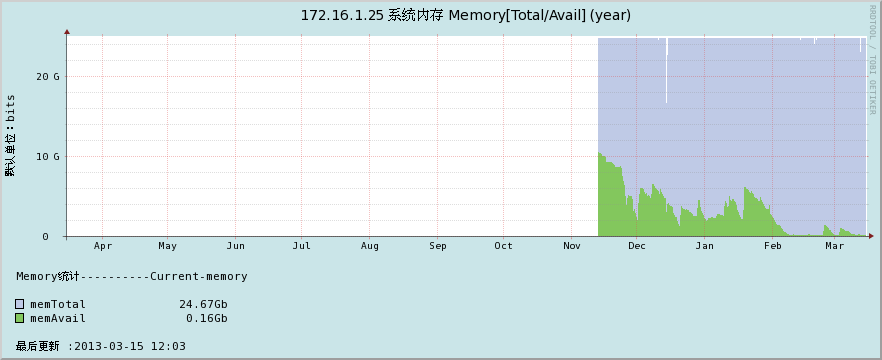 172.16.1.25 系统内存 Memory[Total/Avail] (year)
RRDTOOL / TOBI OETIKER
默认单位：bits
20 G
10 G
0
Apr May Jun Jul Aug Sep Oct Nov Dec Jan Feb Mar
Memory统计----------Current-memory
memTotal 24.67Gb
memAvail 0.16Gb
最后更新 :2013-03-15 12:03